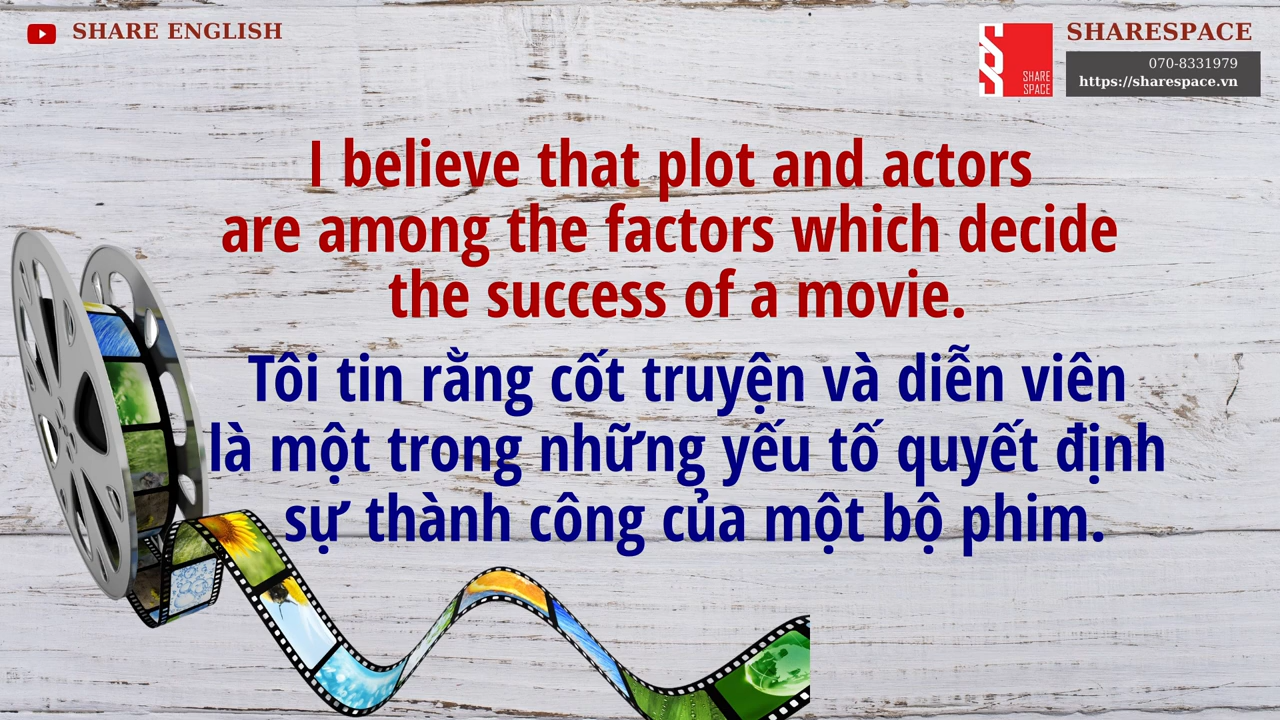 SHARE ENGLISH
SHARE
SPACE
SHARESPACE
070-8331979
https://sharespace.vn
I believe that plot and actors
are among the factors which decide
the success of a movie.
Tôi tin rằng cốt truyện và diễn viên
là một trong những yếu tố quyết định
sự thành công của một bộ phim.